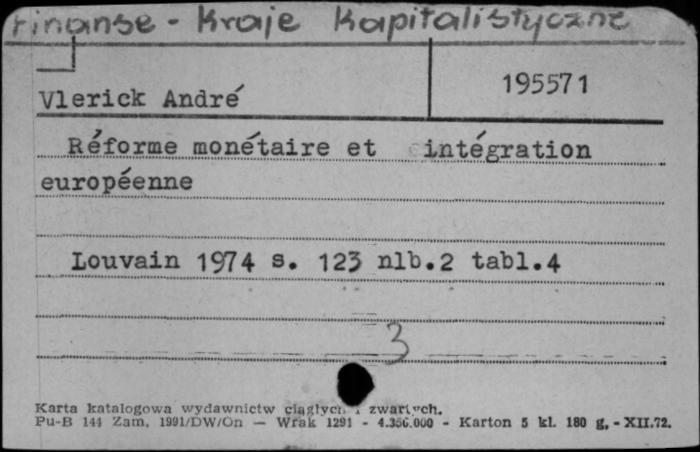 Finanse - Kraje Kapitalistyczne
195571
Vlerick André
Réforme monétaire et intégration
européenne
Louvain 1974 s. 123 nlb.2 tabl.4
3
Karta katalogowa wydawnictw ciągłych i zwartych.
Pu-B 144 Zam. 1991/DW/On — Wrak 1291 - 4.356.000 - Karton 5 kl. 180 g. - XII.72.